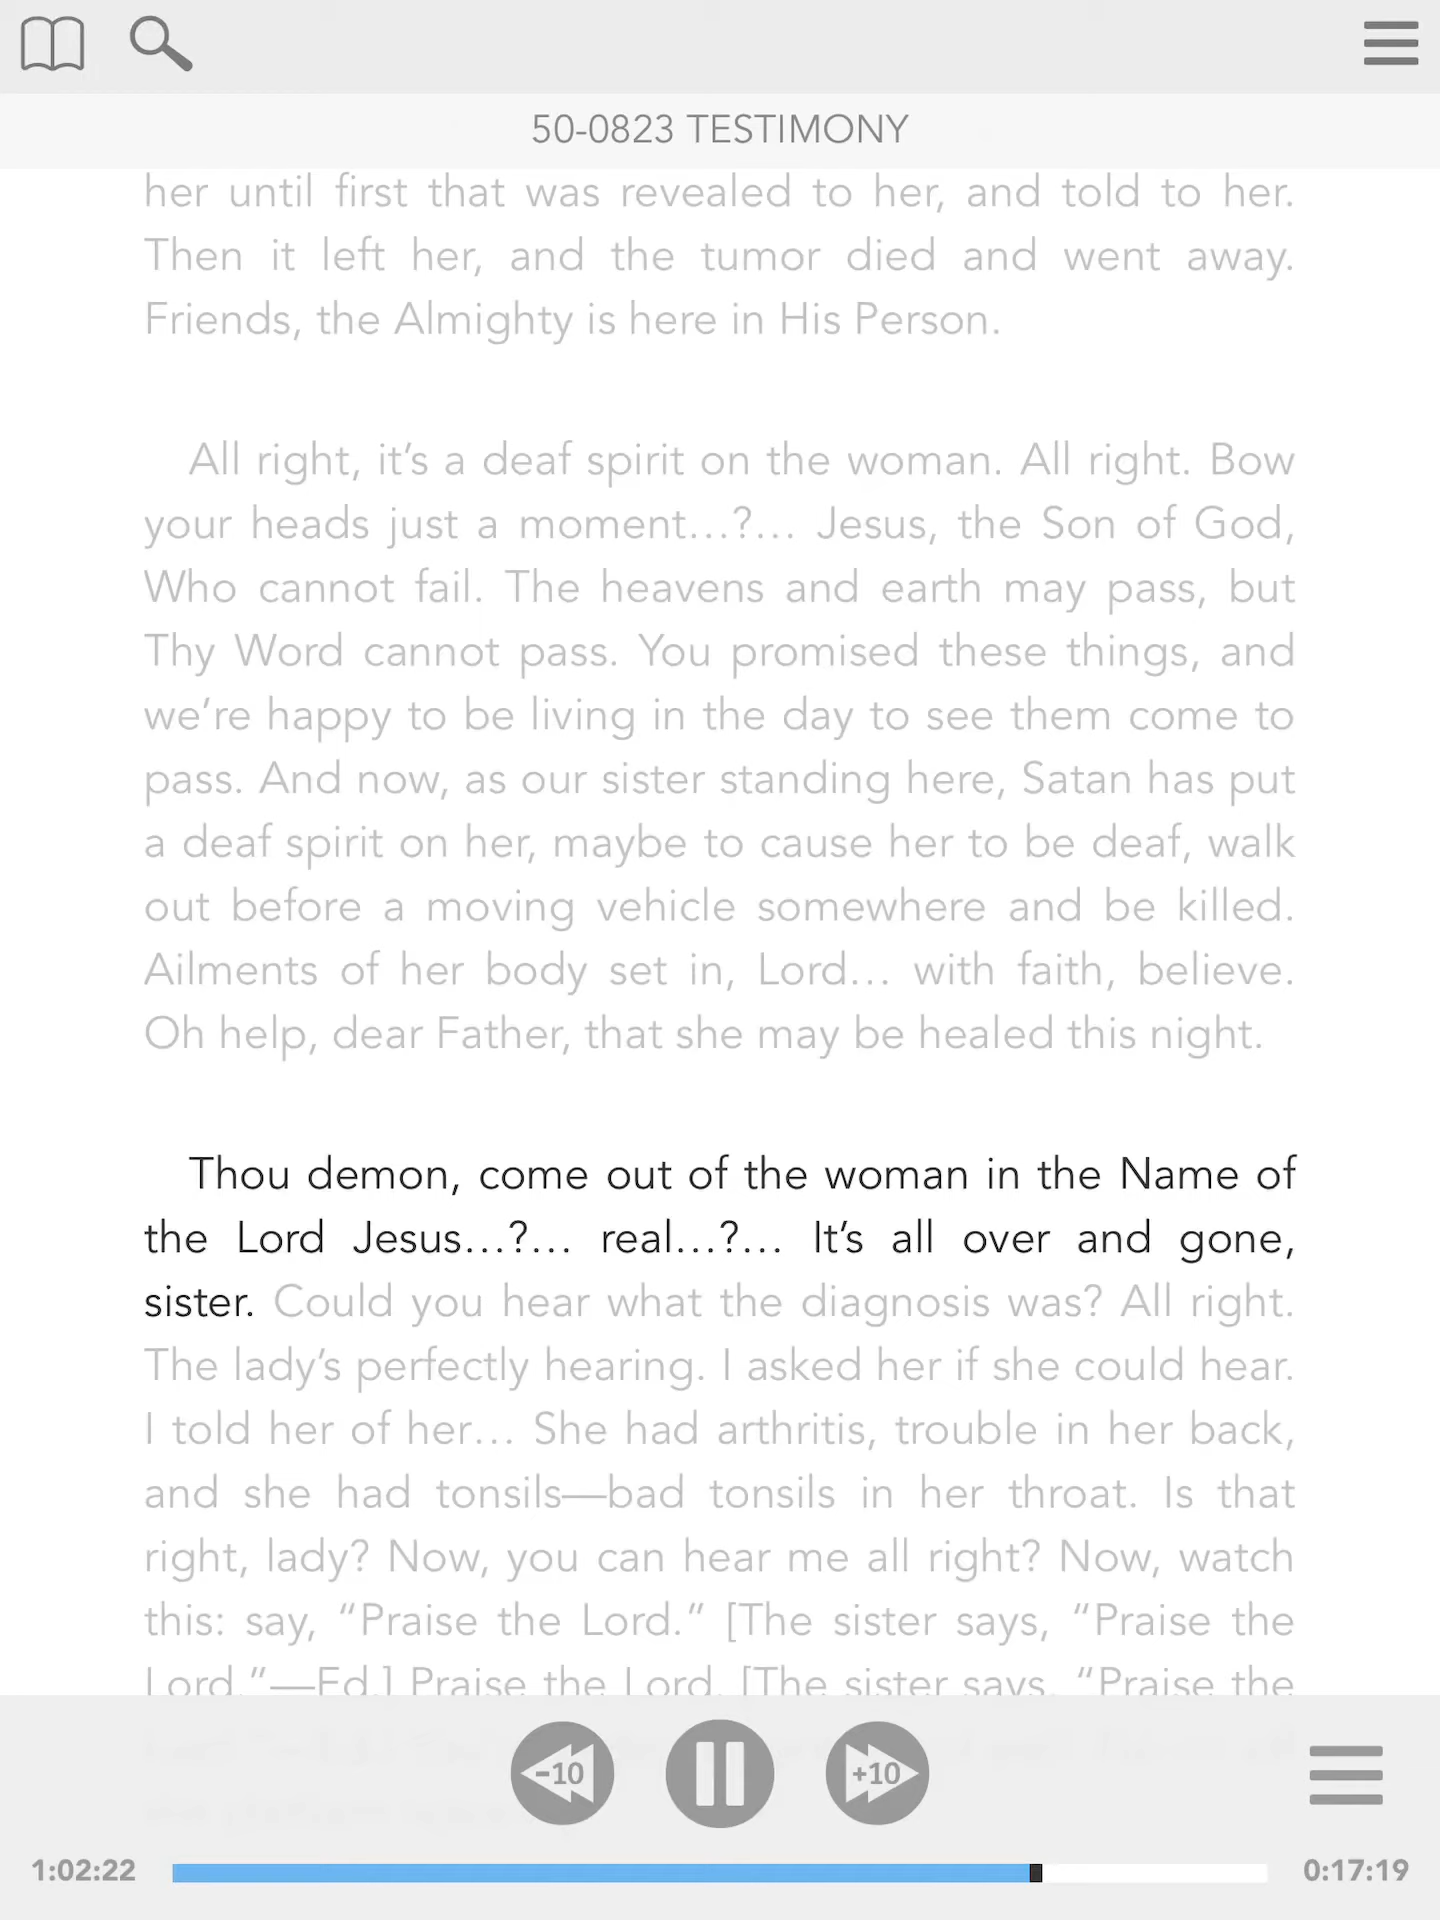 50-0823 TESTIMONY
her until first that was revealed to her, and told to her.
Then it left her, and the tumor died and went away.
Friends, the Almighty is here in His Person.
All right, it’s a deaf spirit on the woman. All right. Bow
your heads just a moment...?... Jesus, the Son of God,
Who cannot fail. The heavens and earth may pass, but
Thy Word cannot pass. You promised these things, and
we’re happy to be living in the day to see them come to
pass. And now, as our sister standing here, Satan has put
a deaf spirit on her, maybe to cause her to be deaf, walk
out before a moving vehicle somewhere and be killed.
Ailments of her body set in, Lord... with faith, believe.
Oh help, dear Father, that she may be healed this night.
Thou demon, come out of the woman in the Name of
the Lord Jesus...?... real...?... It’s all over and gone,
sister. Could you hear what the diagnosis was? All right.
The lady’s perfectly hearing. I asked her if she could hear.
I told her of her... She had arthritis, trouble in her back,
and she had tonsils—bad tonsils in her throat. Is that
right, lady? Now, you can hear me all right? Now, watch
this: say, “Praise the Lord.” [The sister says, “Praise the
Lord.”—Ed.] Praise the Lord. [The sister says, “Praise the
-10 +10
1:02:22 0:17:19